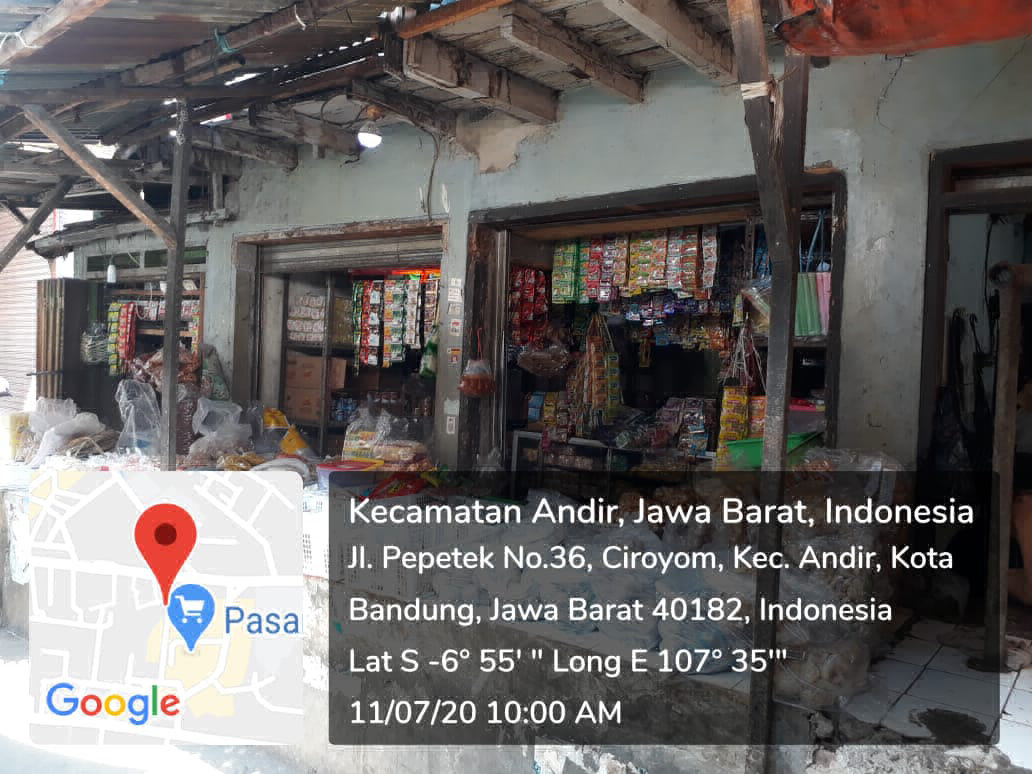 Kecamatan Andir, Jawa Barat, Indonesia
Jl. Pepetek No.36, Ciroyom, Kec. Andir, Kota
Bandung, Jawa Barat 40182, Indonesia
Lat S -6° 55' " Long E 107° 35'"
11/07/20 10:00 AM
Pasa
Google